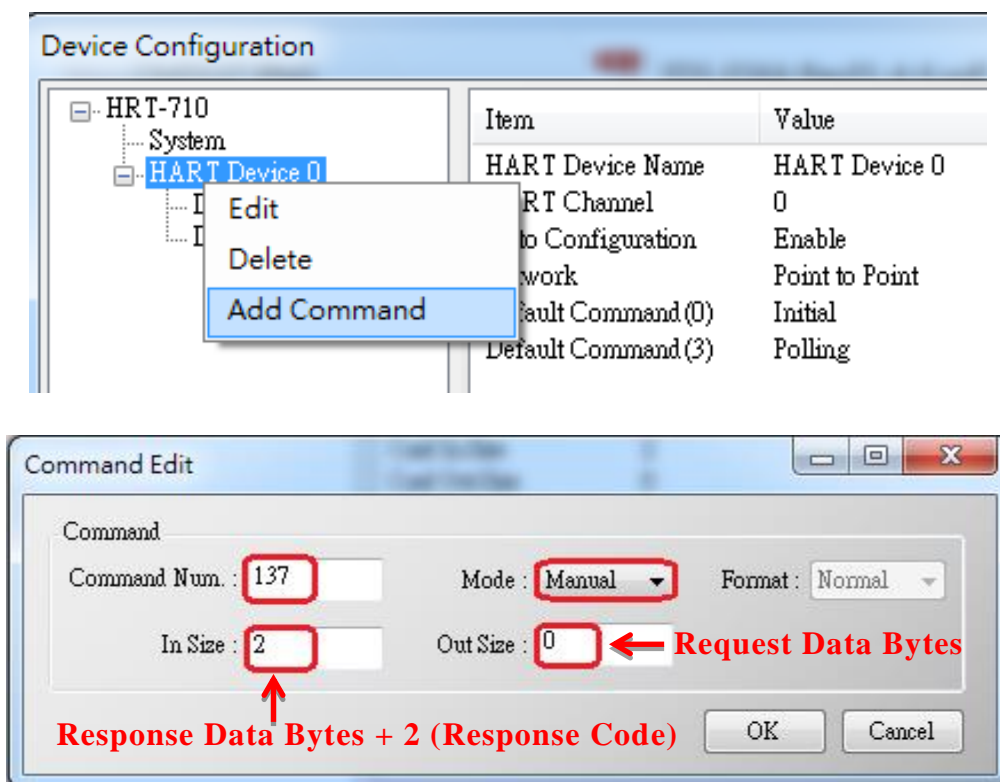 Device Configuration
HRT-710
System
HART Device 0
Edit
Delete
Add Command
Item Value
HART Device Name HART Device 0
RT Channel 0
to Configuration Enable
work Point to Point
ault Command(0) Initial
Default Command(3) Polling
Command Edit
Command
Command Num. : 137 Mode : Manual Format : Normal
In Size : 2 Out Size : 0 Request Data Bytes
Response Data Bytes + 2 (Response Code) OK Cancel